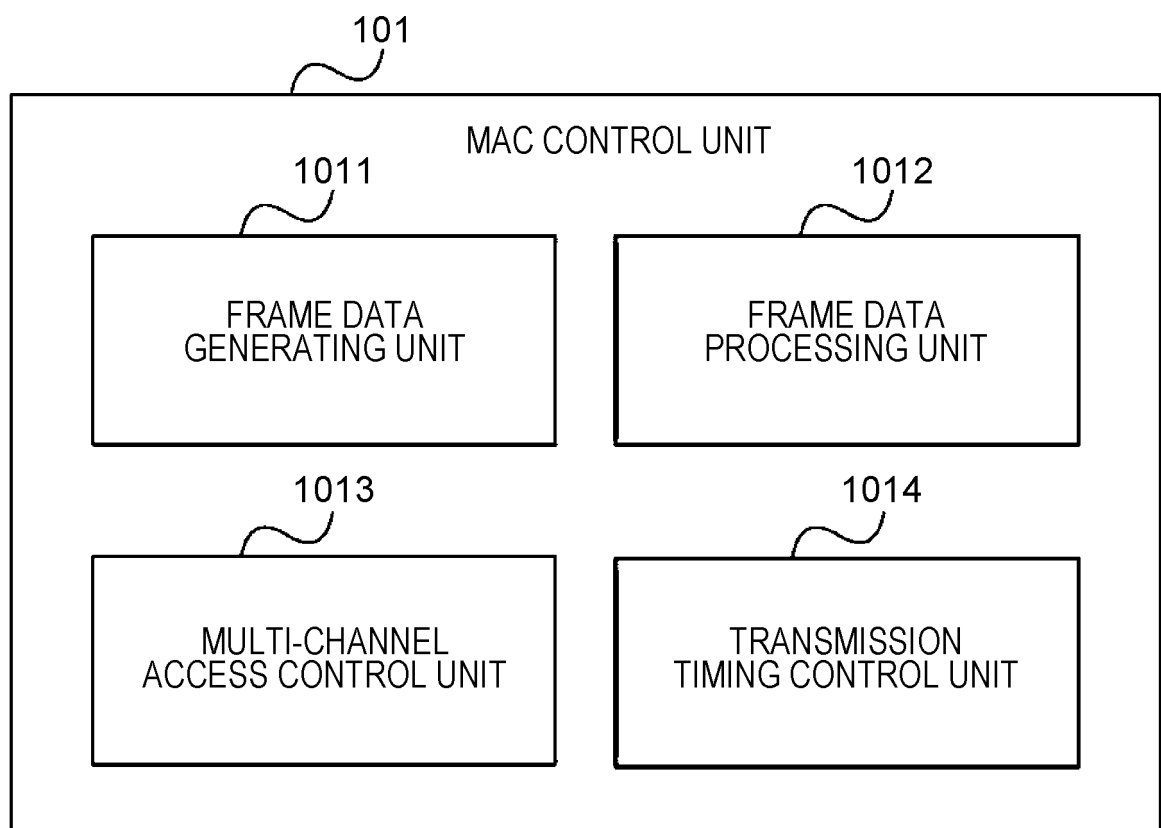 101
MAC CONTROL UNIT
1011
FRAME DATA
GENERATING UNIT
1012
FRAME DATA
PROCESSING UNIT
1013
MULTI-CHANNEL
ACCESS CONTROL UNIT
1014
TRANSMISSION
TIMING CONTROL UNIT